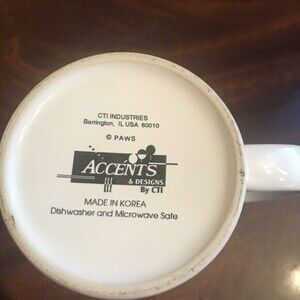 CTI INDUSTRIES
Barrington, IL USA 60010
© PAWS
ACCENTS
& DESIGNS
By CTI
MADE IN KOREA
Dishwasher and Microwave Safe